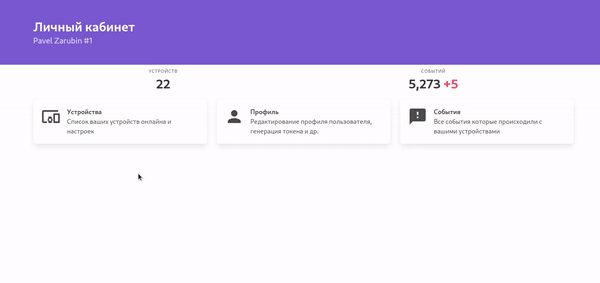 Личный кабинет
Pavel Zarubin #1
УСТРОЙСТВ
22
СОБЫТИЙ
5,273 +5
Устройства
Список ваших устройств онлайна и
настроек
Профиль
Редактирование профиля пользователя,
генерация токена и др.
События
Все события которые происходили с
вашими устройствами